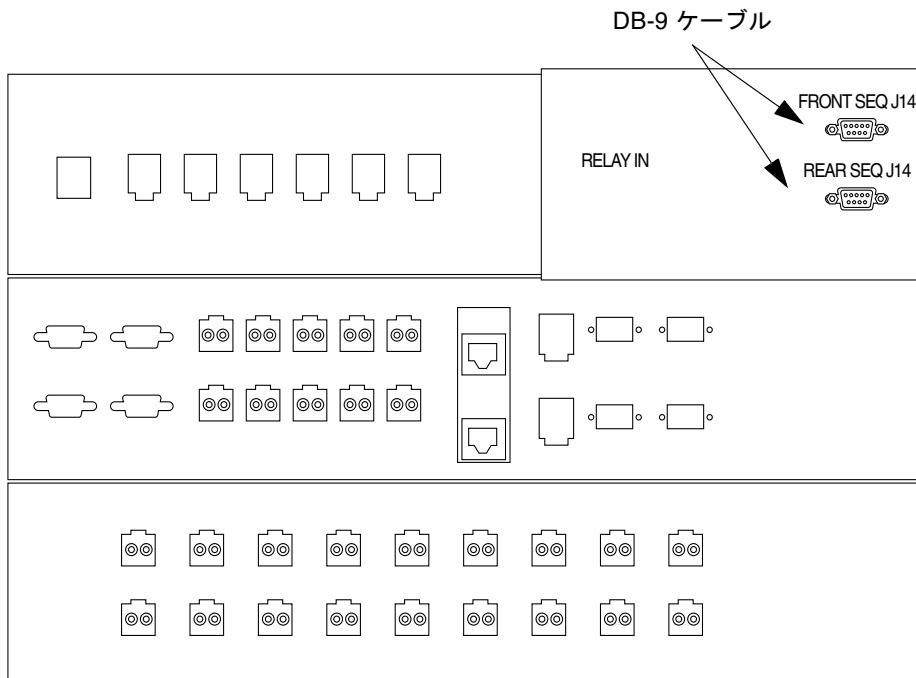 DB-9 ケーブル
FRONT SEQ J14
RELAY IN
REAR SEQ J14